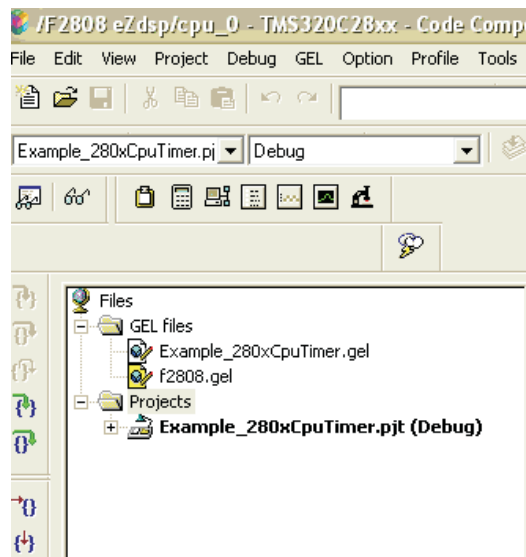 /F2808 eZdsp/cpu_0 - TMS320C28xx - Code Comp
File Edit View Project Debug GEL Option Profile Tools
Example_280xCpuTimer.pj Debug
Files
GEL files
Example_280xCpuTimer.gel
f2808.gel
Projects
Example_280xCpuTimer.pjt (Debug)